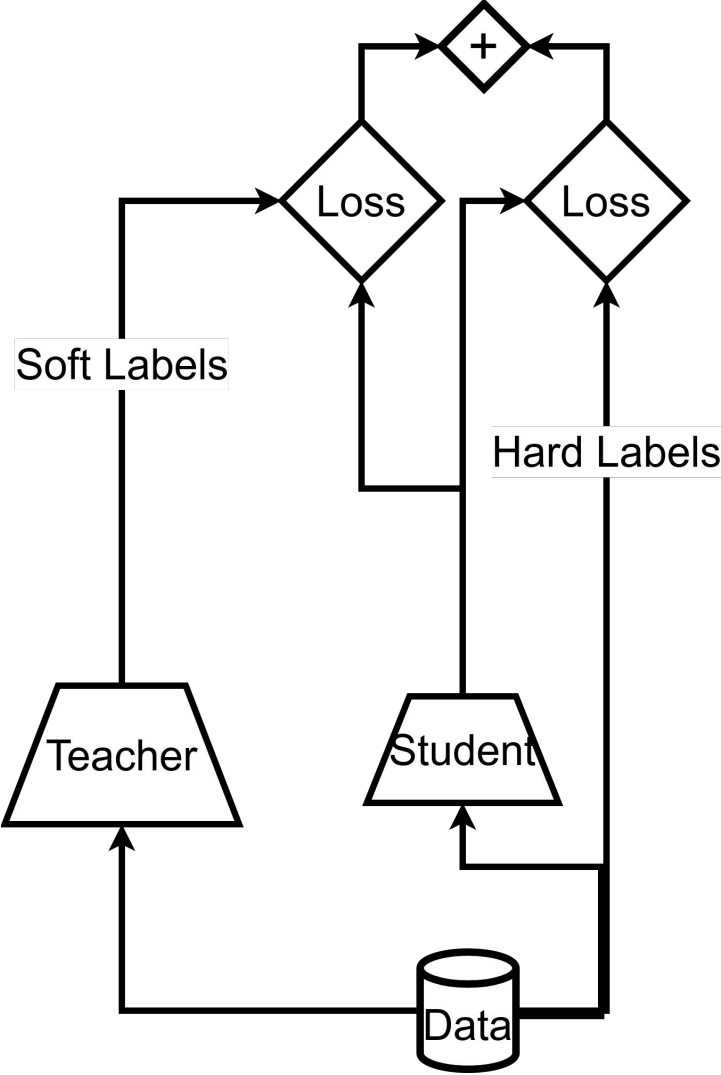 +
Loss
Loss
Soft Labels
Hard Labels
Teacher
Student
Data